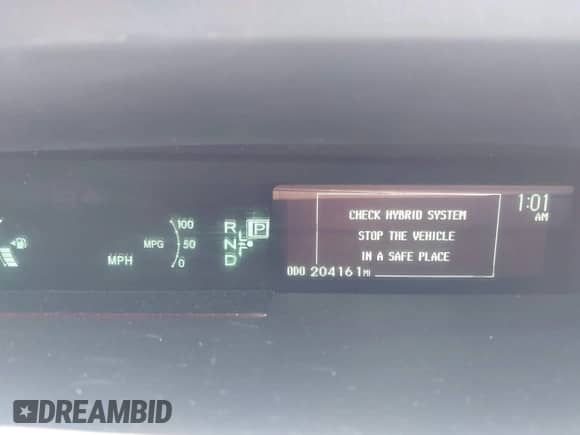 1:01
AM
CHECK HYBRID SYSTEM
STOP THE VEHICLE
IN A SAFE PLACE
ODO 204161 MI
100
MPG 50
0
MPH
R P
N
D
DREAMBID